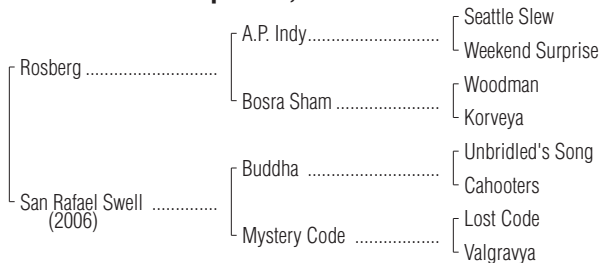 Seattle Slew
A.P. Indy..........................
Weekend Surprise
Rosberg ..........................
Woodman
Bosra Sham .....................
Korveya
Unbridled's Song
Buddha ..........................
Cahooters
San Rafael Swell .............
(2006)
Lost Code
Mystery Code .................
Valgravya